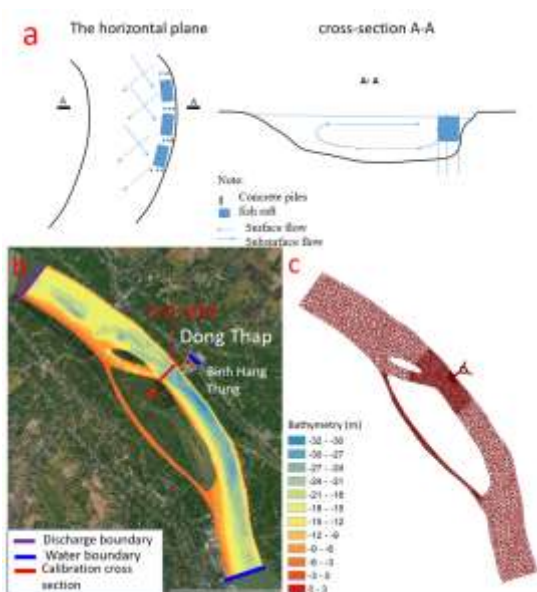 a
The horizontal plane
cross-section A-A
A
A
Note:
Concrete piles
fish raft
Surface flow
Subsurface flow
b
c
Dong Thap
Binh Hang
Trung
Bathymetry (m)
-32 - -30
-30 - -27
-27 - -24
-24 - -21
-21 - -18
-18 - -15
-15 - -12
-12 - -9
-9 - -6
-6 - -3
-3 - 0
Discharge boundary
Water boundary
Calibration cross
section